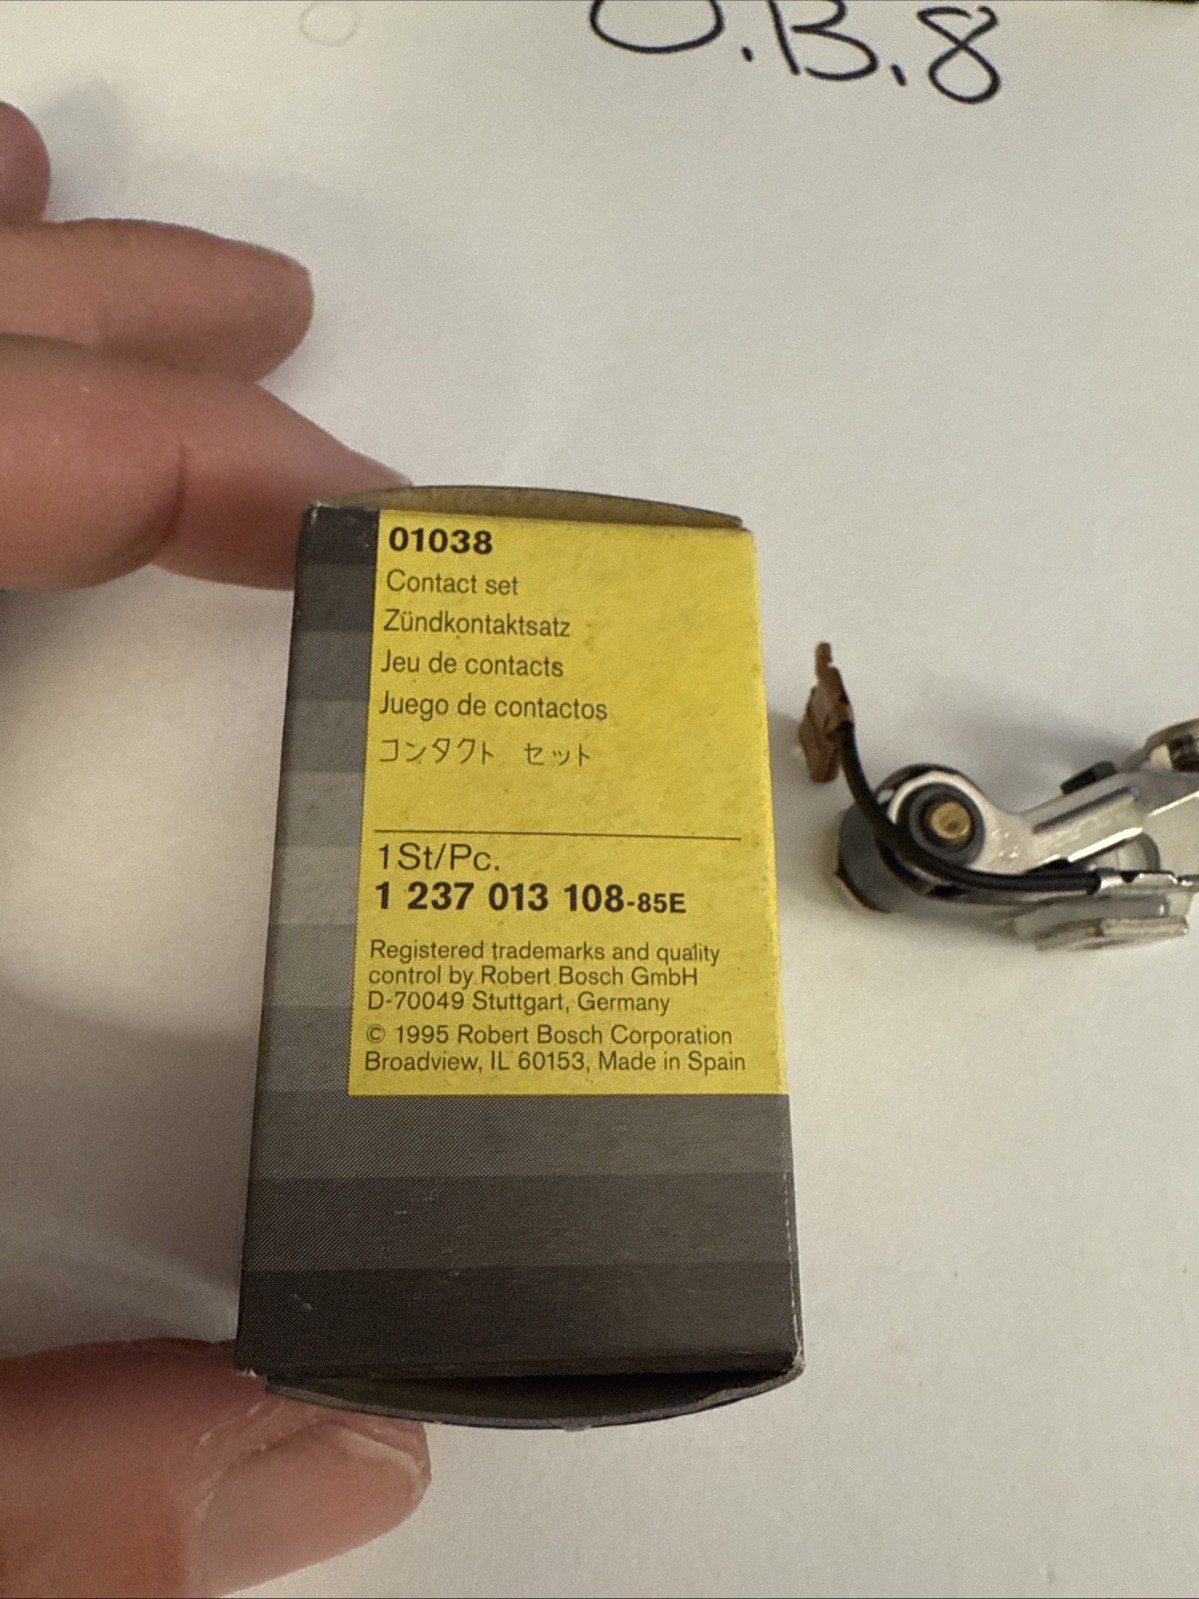 O.B.8
01038
Contact set
Zündkontaktsatz
Jeu de contacts
Juego de contactos
コンタクト セット
1 St/Pc.
1 237 013 108-85E
Registered trademarks and quality
control by Robert Bosch GmbH
D-70049 Stuttgart, Germany
© 1995 Robert Bosch Corporation
Broadview, IL 60153, Made in Spain